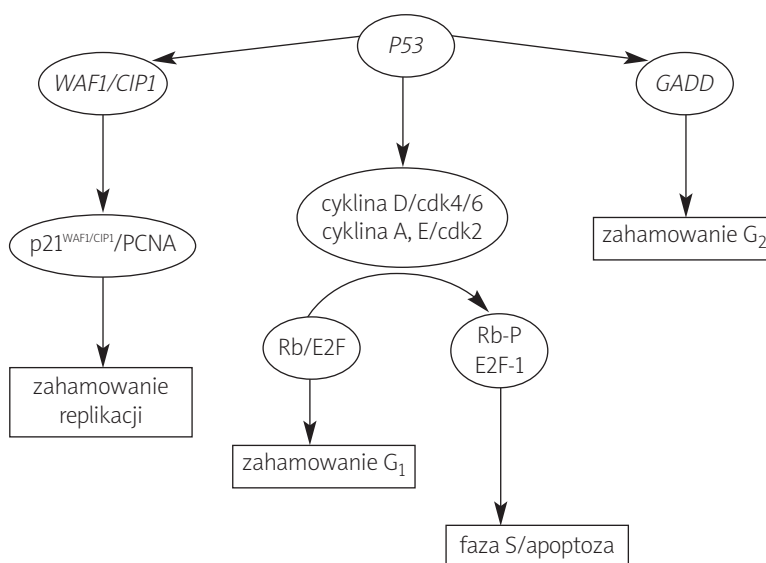 P53
WAF1/CIP1
GADD
cyklina D/cdk4/6
cyklina A, E/cdk2
p21WAF1/CIP1/PCNA
zahamowanie G2
Rb/E2F
Rb-P
E2F-1
zahamowanie
replikacji
zahamowanie G1
faza S/apoptoza